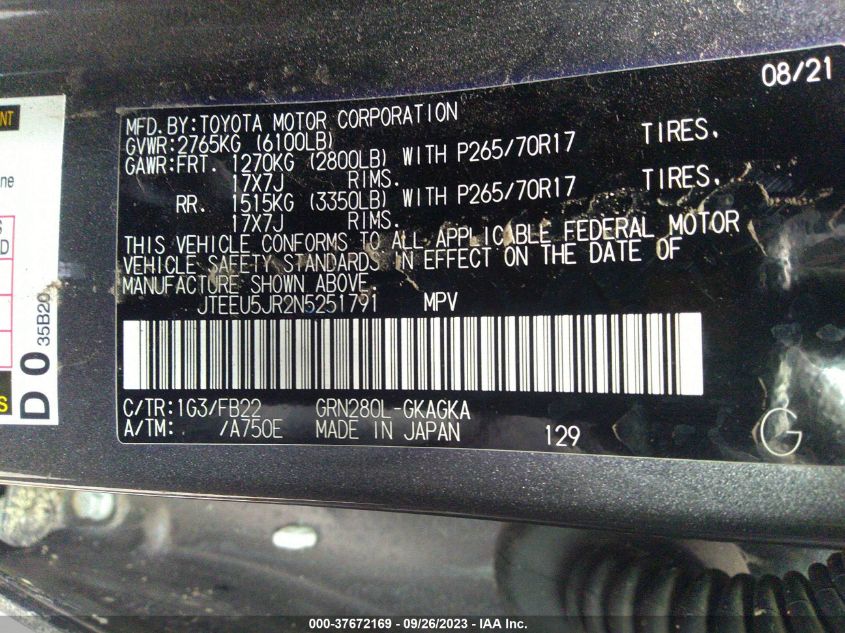 08/21
MFD. BY: TOYOTA MOTOR CORPORATION
GVWR: 2765KG (6100LB)
GAWR: FRT. 1270KG (2800LB) WITH P265/70R17 TIRES,
17X7J RIMS.
RR. 1515KG (3350LB) WITH P265/70R17 TIRES,
17X7J RIMS.
THIS VEHICLE CONFORMS TO ALL APPLICABLE FEDERAL MOTOR
VEHICLE SAFETY STANDARDS IN EFFECT ON THE DATE OF
MANUFACTURE SHOWN ABOVE.
JTEEU5JR2N5251791 MPV
C/TR: 1G3/FB22 GRN280L-GKAGKA
A/TM: /A750E MADE IN JAPAN 129 G
D 0 35B20
000-37672169 - 09/26/2023 - IAA Inc.